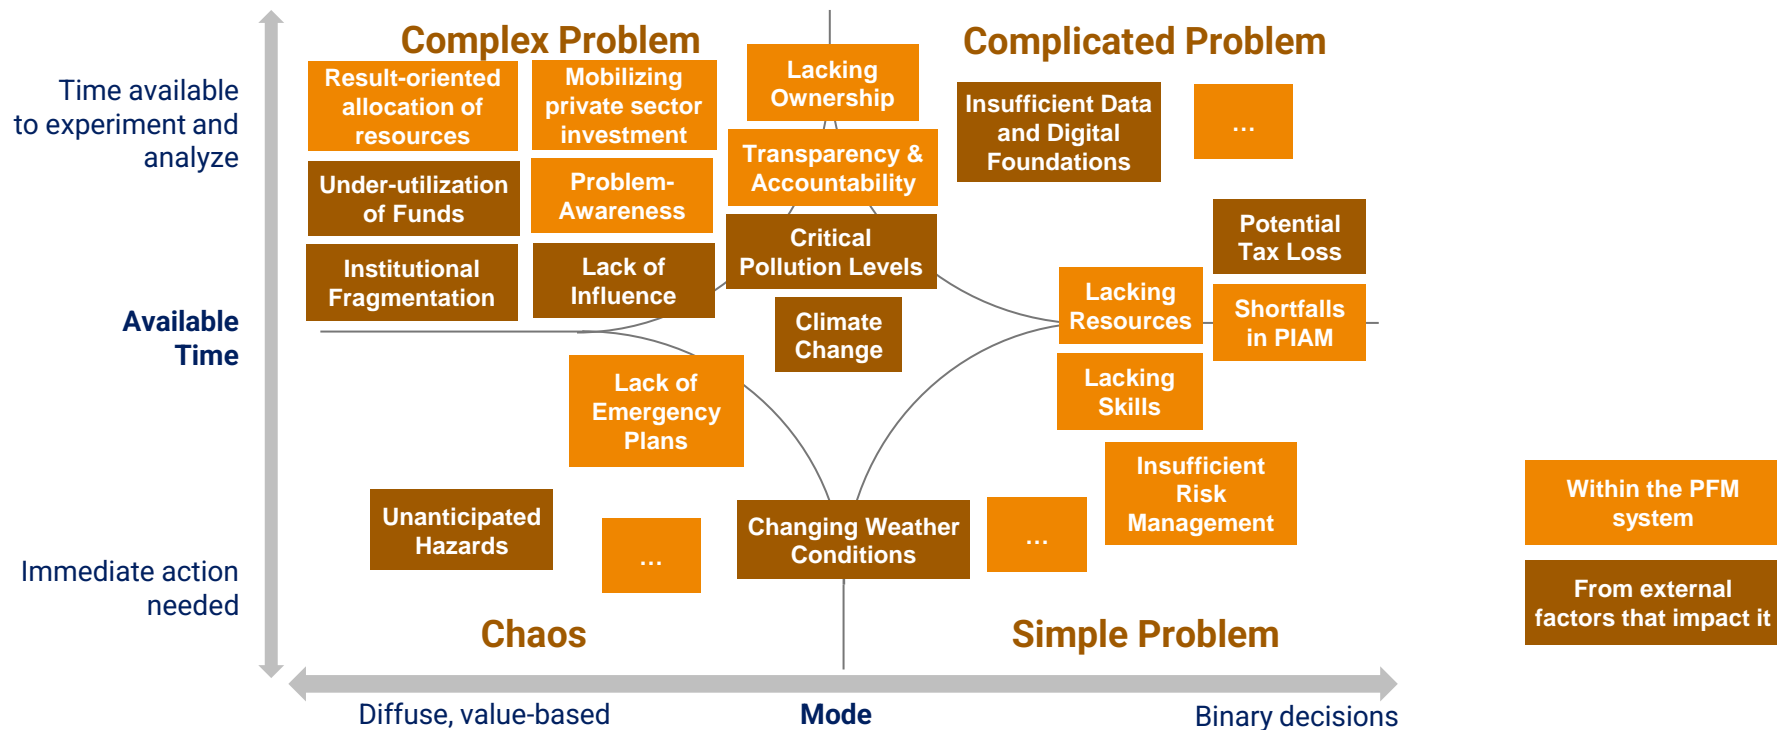 Complex Problem
Complicated Problem
Time available
to experiment and
analyze
Result-oriented
allocation of
resources
Mobilizing
private sector
investment
Lacking
Ownership
Insufficient Data
and Digital
Foundations
...
Under-utilization
of Funds
Problem-
Awareness
Transparency &
Accountability
Potential
Tax Loss
Institutional
Fragmentation
Lack of
Influence
Critical
Pollution Levels
Lacking
Resources
Shortfalls
in PIAM
Available
Time
Climate
Change
Lack of
Emergency
Plans
Lacking
Skills
Insufficient
Risk
Management
Unanticipated
Hazards
...
Changing Weather
Conditions
...
Within the PFM
system
From external
factors that impact it
Immediate action
needed
Chaos
Simple Problem
Diffuse, value-based
Mode
Binary decisions